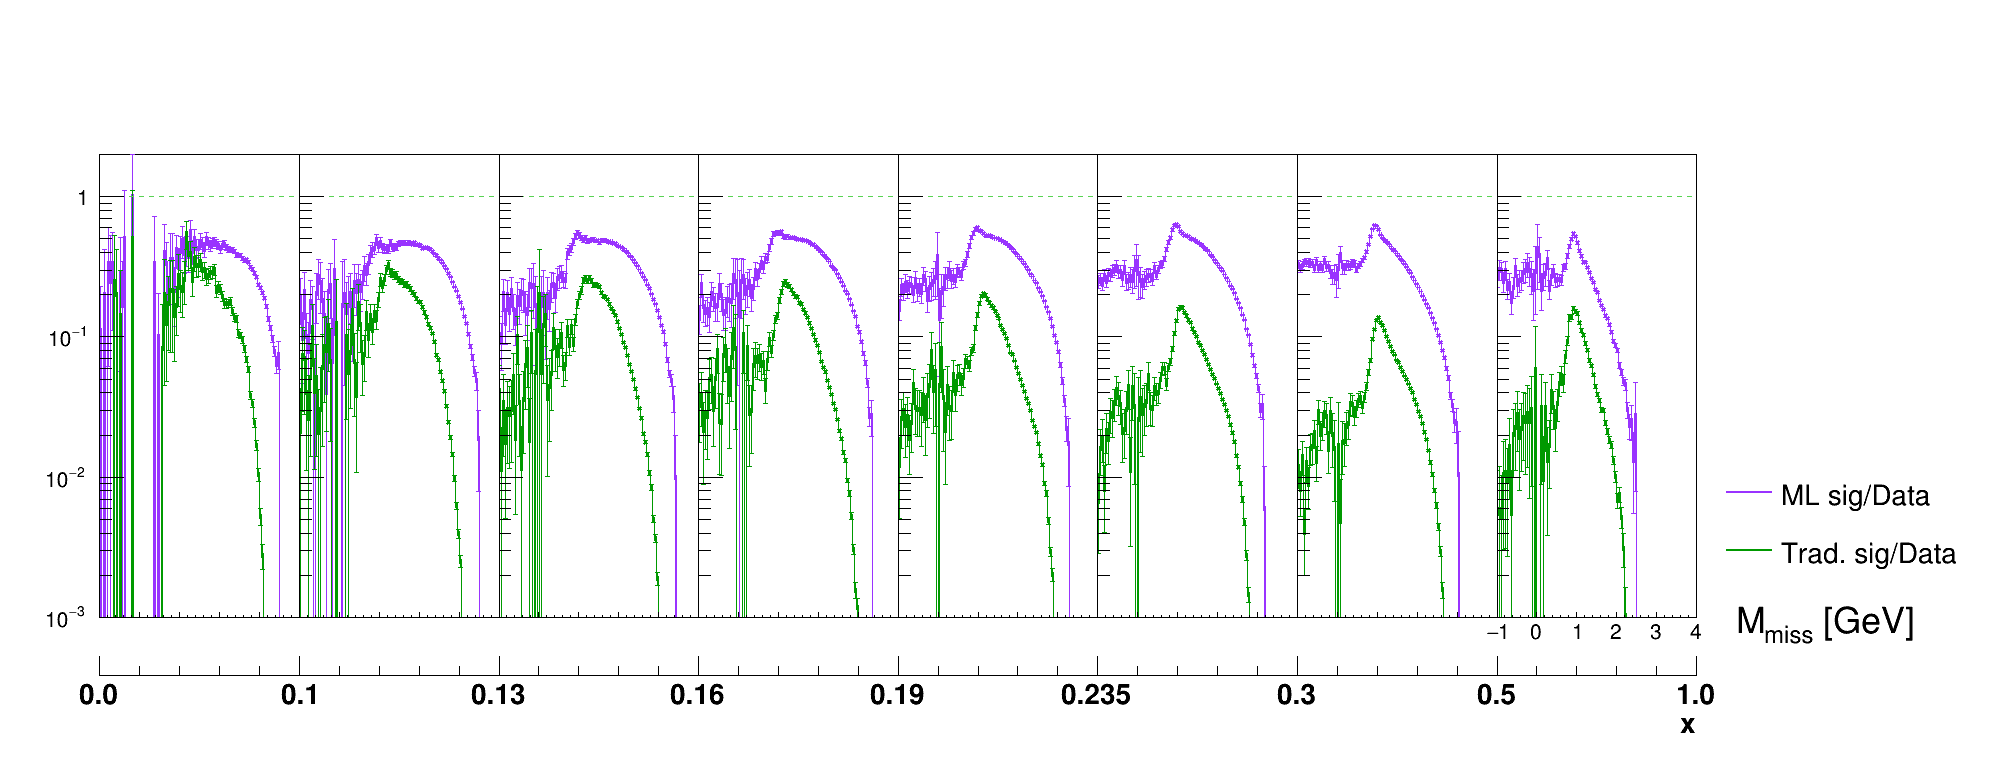 1
10⁻¹
10⁻²
10⁻³
ML sig/Data
Trad. sig/Data
−1 0 1 2 3 4
M_miss [GeV]
0.0 0.1 0.13 0.16 0.19 0.235 0.3 0.5 1.0
x